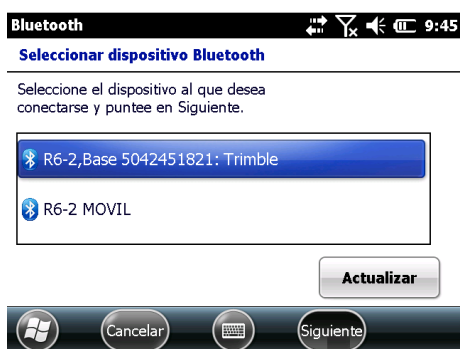 Bluetooth 9:45
Seleccionar dispositivo Bluetooth
Seleccione el dispositivo al que desea
conectarse y puntee en Siguiente.
R6-2,Base 5042451821: Trimble
R6-2 MOVIL
Actualizar
Cancelar Siguiente